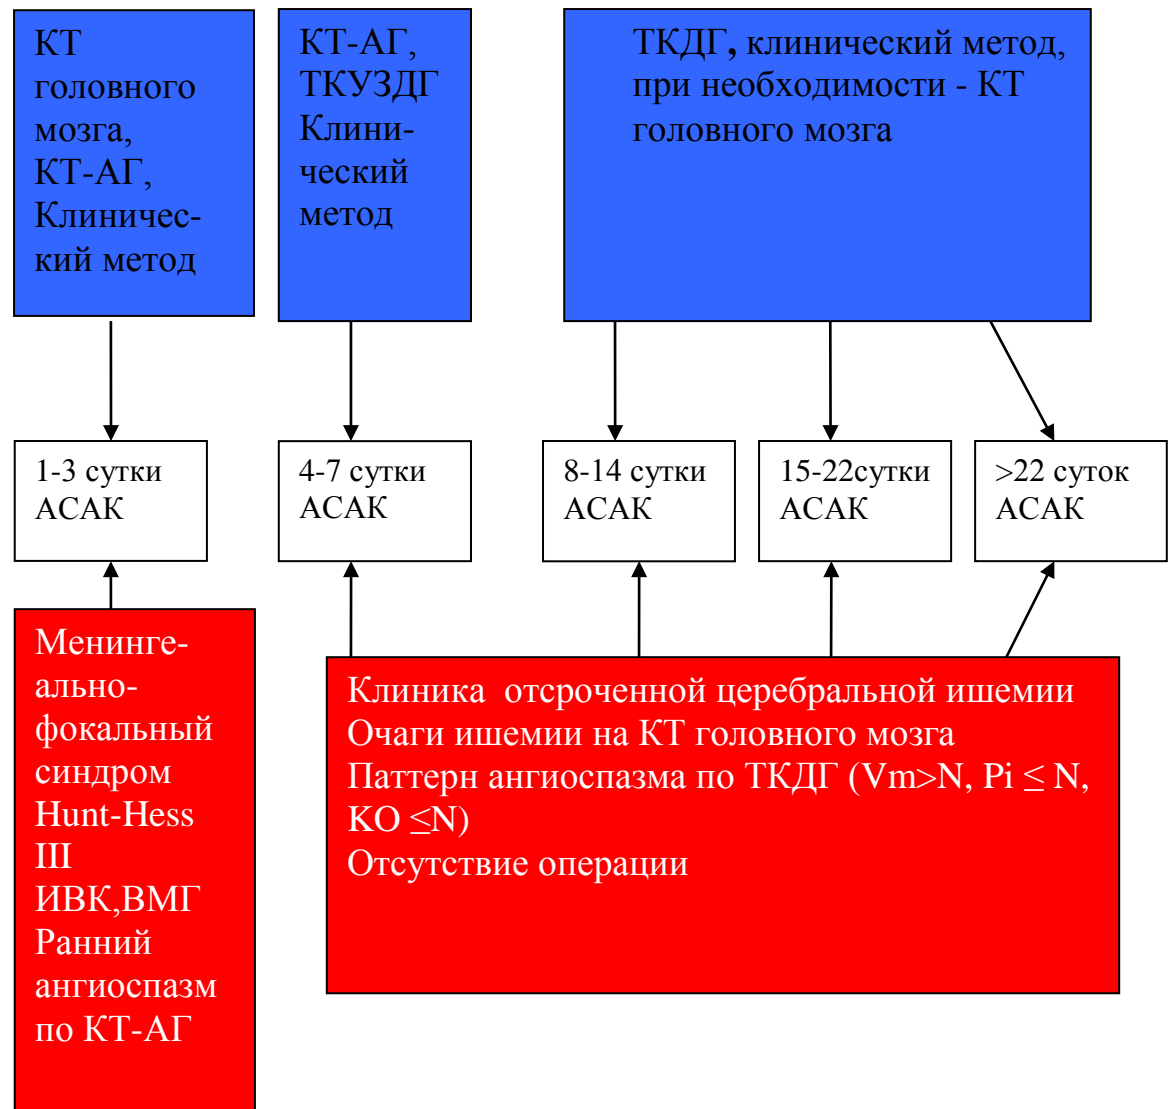 КТ
головного
мозга,
КТ-АГ,
Клиничес-
кий метод
КТ-АГ,
ТКУЗДГ
Клини-
ческий
метод
ТКДГ, клинический метод,
при необходимости - КТ
головного мозга
1-3 сутки
АСАК
4-7 сутки
АСАК
8-14 сутки
АСАК
15-22сутки
АСАК
>22 суток
АСАК
Менинге-
ально-
фокальный
синдром
Hunt-Hess
III
ИВК,ВМГ
Ранний
ангиоспазм
по КТ-АГ
Клиника отсроченной церебральной ишемии
Очаги ишемии на КТ головного мозга
Паттерн ангиоспазма по ТКДГ (Vm>N, Pi ≤ N,
KO ≤N)
Отсутствие операции